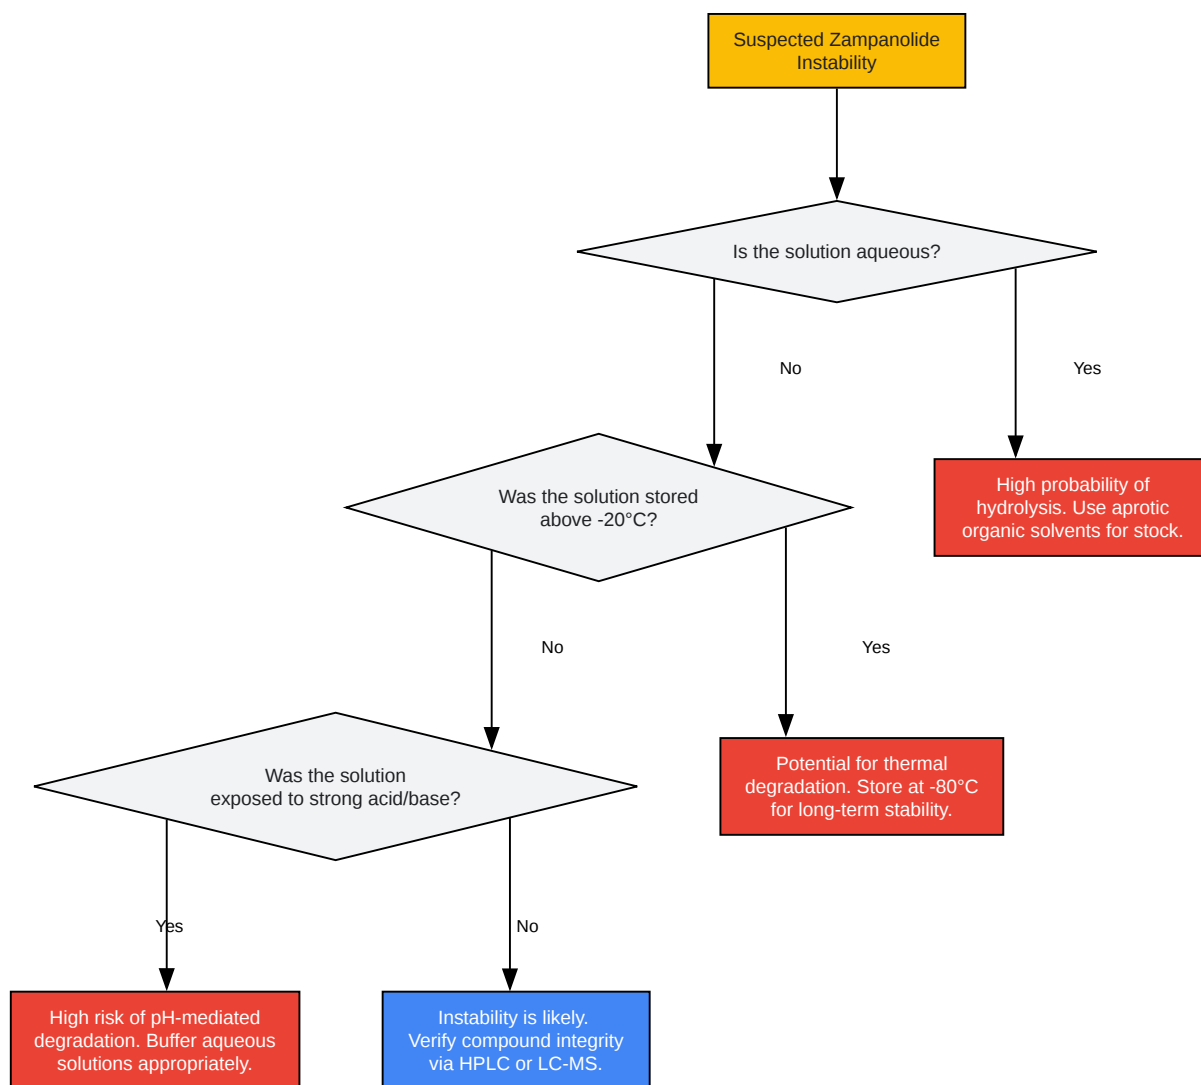 Suspected Zampanolide
Instability
Is the solution aqueous?
No
Yes
Was the solution stored
above -20°C?
High probability of
hydrolysis. Use aprotic
organic solvents for stock.
No
Yes
Was the solution
exposed to strong acid/base?
Potential for thermal
degradation. Store at -80°C
for long-term stability.
Yes
No
High risk of pH-mediated
degradation. Buffer aqueous
solutions appropriately.
Instability is likely.
Verify compound integrity
via HPLC or LC-MS.